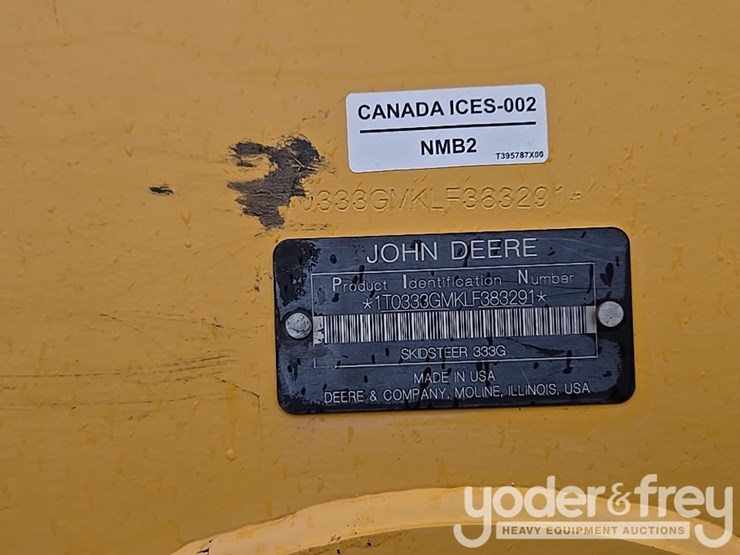 CANADA ICES-002
NMB2
T395787X00
T0333GMKLF383291*
JOHN DEERE
Product Identification Number
*1T0333GMKLF383291*
SKIDSTEER 333G
MADE IN USA
DEERE & COMPANY, MOLINE, ILLINOIS, USA
yoder&frey
HEAVY EQUIPMENT AUCTIONS